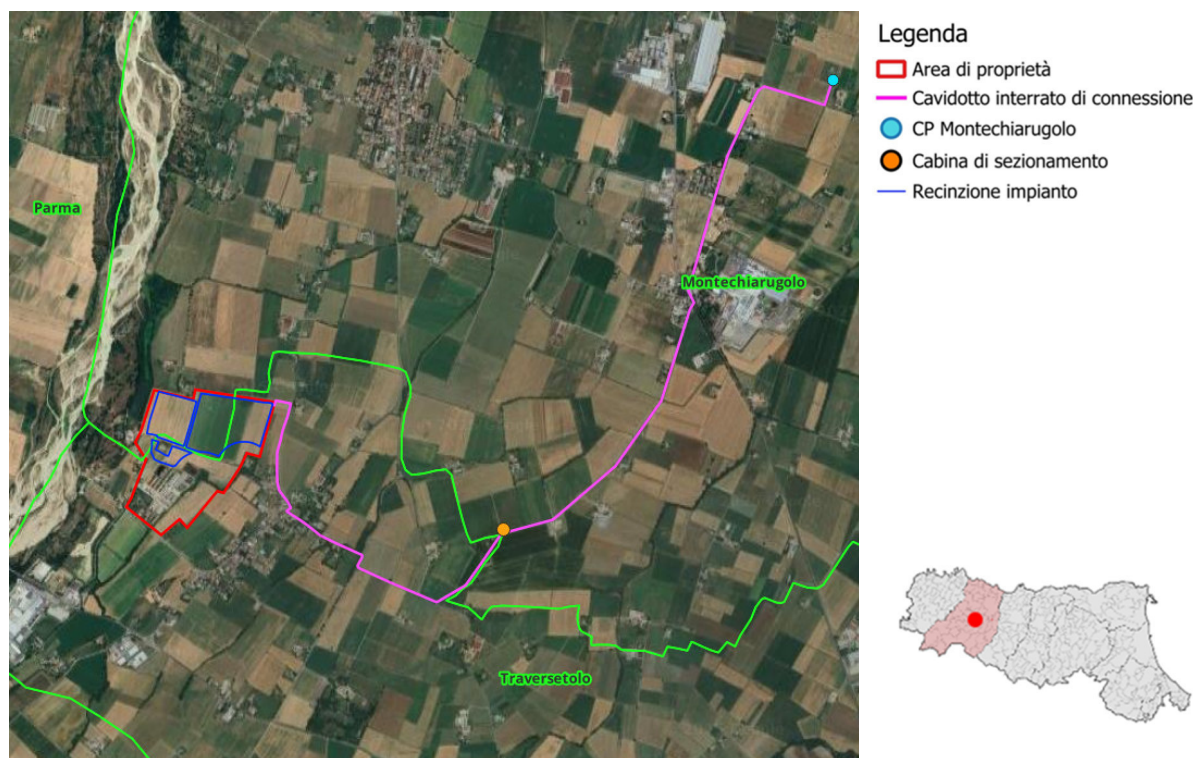 Legenda
Area di proprietà
Cavidotto interrato di connessione
CP Montechiarugolo
Cabina di sezionamento
Recinzione impianto
Parma
Montechiarugolo
Traversetolo